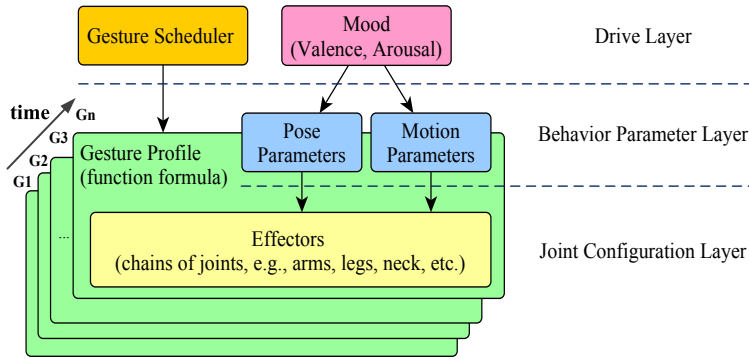 Gesture Scheduler
Mood
(Valence, Arousal)
Drive Layer
time
Gn
G3
G2
G1
...
Gesture Profile
(function formula)
Pose
Parameters
Motion
Parameters
Behavior Parameter Layer
Effectors
(chains of joints, e.g., arms, legs, neck, etc.)
Joint Configuration Layer